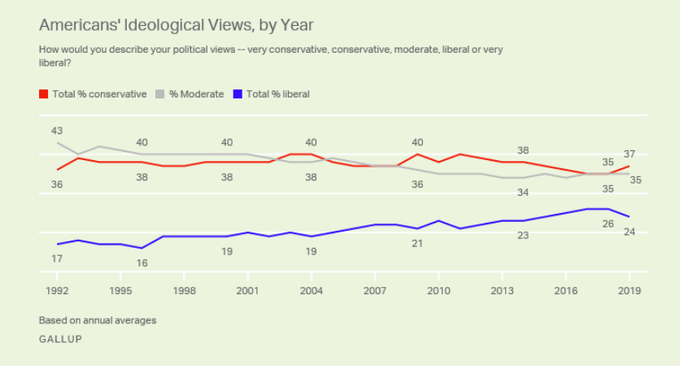 Americans' Ideological Views, by Year
How would you describe your political views -- very conservative, conservative, moderate, liberal or very
liberal?
Total % conservative % Moderate Total % liberal
43
40 40 40 40
38 37
35
36 38 38 38 36
34 35 35
17 16 19 19 21 23 26 24
1992 1995 1998 2001 2004 2007 2010 2013 2016 2019
Based on annual averages
GALLUP